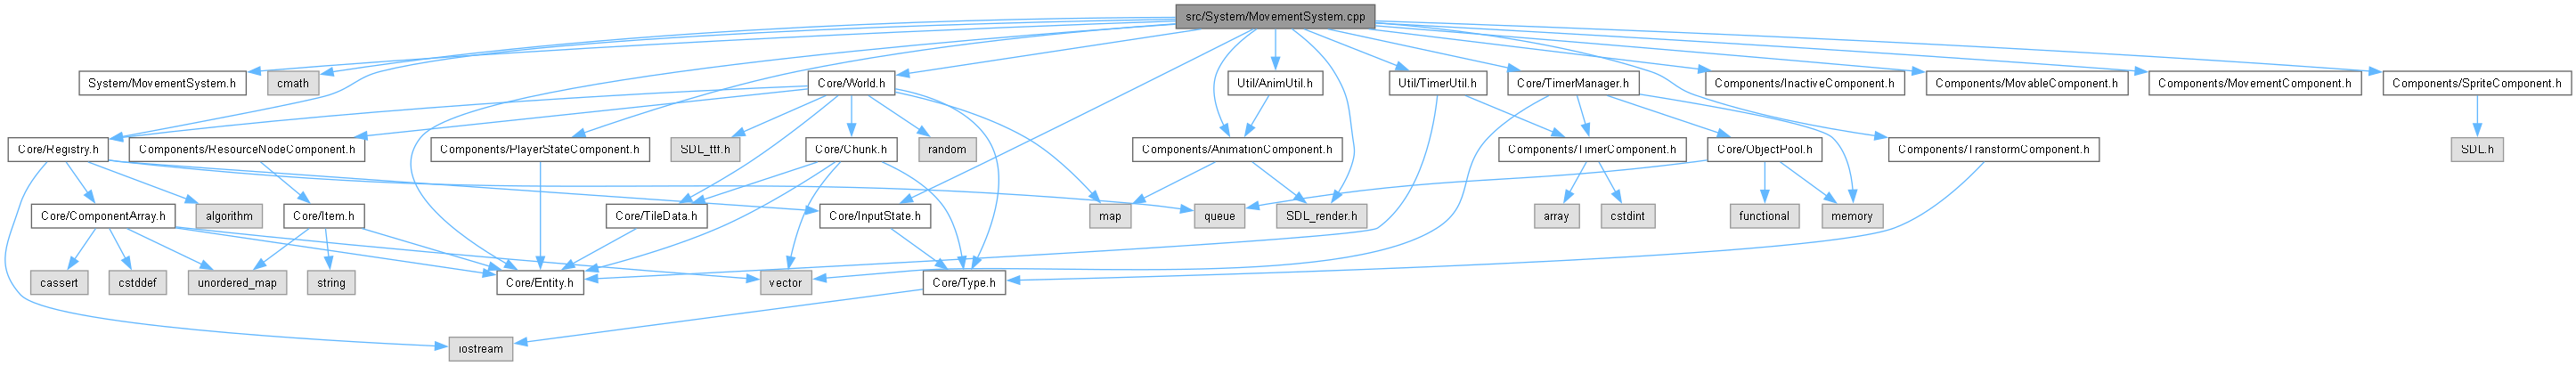 src/System/MovementSystem.cpp
System/MovementSystem.h
cmath
Core/World.h
Util/AnimUtil.h
Util/TimerUtil.h
Core/TimerManager.h
Components/InactiveComponent.h
Components/MovableComponent.h
Components/MovementComponent.h
Components/SpriteComponent.h
Core/Registry.h
Components/ResourceNodeComponent.h
Components/PlayerStateComponent.h
SDL_ttf.h
Core/Chunk.h
random
Components/AnimationComponent.h
Components/TimerComponent.h
Core/ObjectPool.h
Components/TransformComponent.h
SDL.h
Core/ComponentArray.h
algorithm
Core/Item.h
Core/TileData.h
Core/InputState.h
map
queue
SDL_render.h
array
cstdint
functional
memory
cassert
cstddef
unordered_map
string
Core/Entity.h
vector
Core/Type.h
iostream